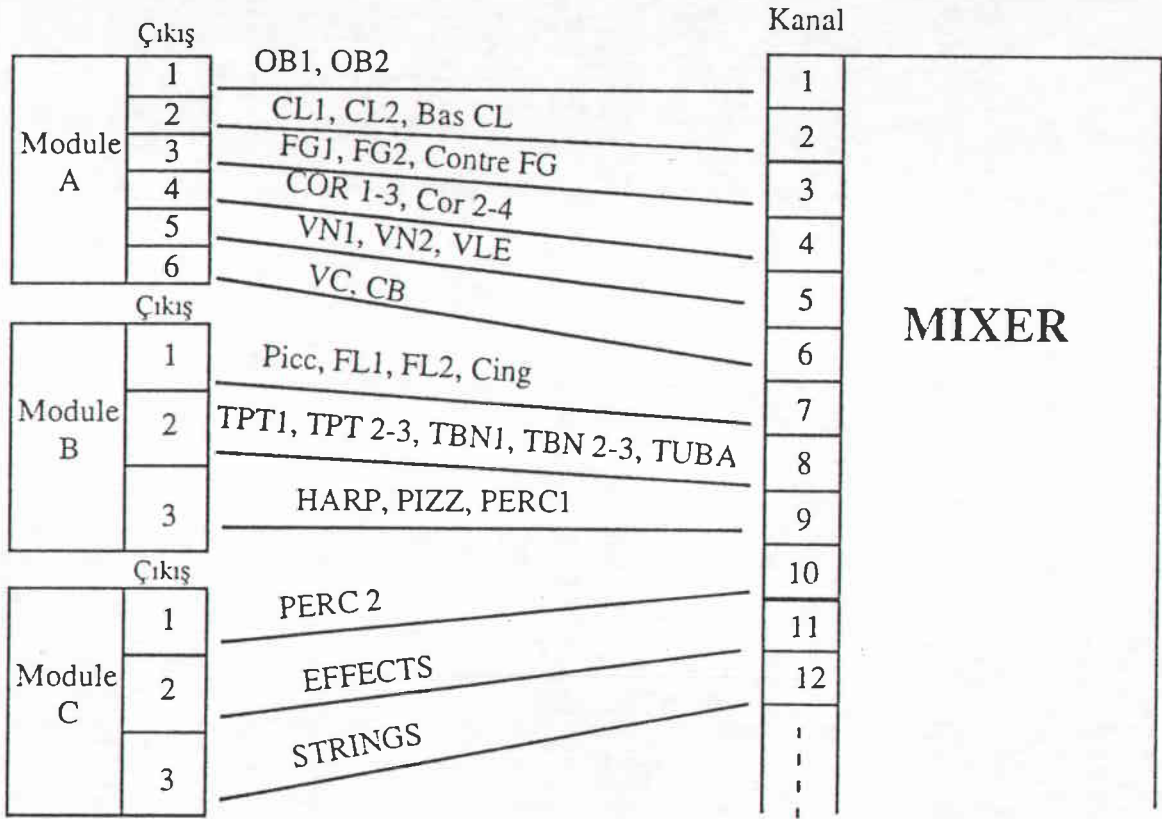 Kanal
Çıkış
Module
A
1
2
3
4
5
6
OB1, OB2
CL1, CL2, Bas CL
FG1, FG2, Contre FG
COR 1-3, Cor 2-4
VN1, VN2, VLE
VC, CB
Çıkış
Module
B
1
2
3
Picc, FL1, FL2, Cing
TPT1, TPT 2-3, TBN1, TBN 2-3, TUBA
HARP, PIZZ, PERC1
Çıkış
Module
C
1
2
3
PERC 2
EFFECTS
STRINGS
1
2
3
4
5
6
7
8
9
10
11
12
MIXER